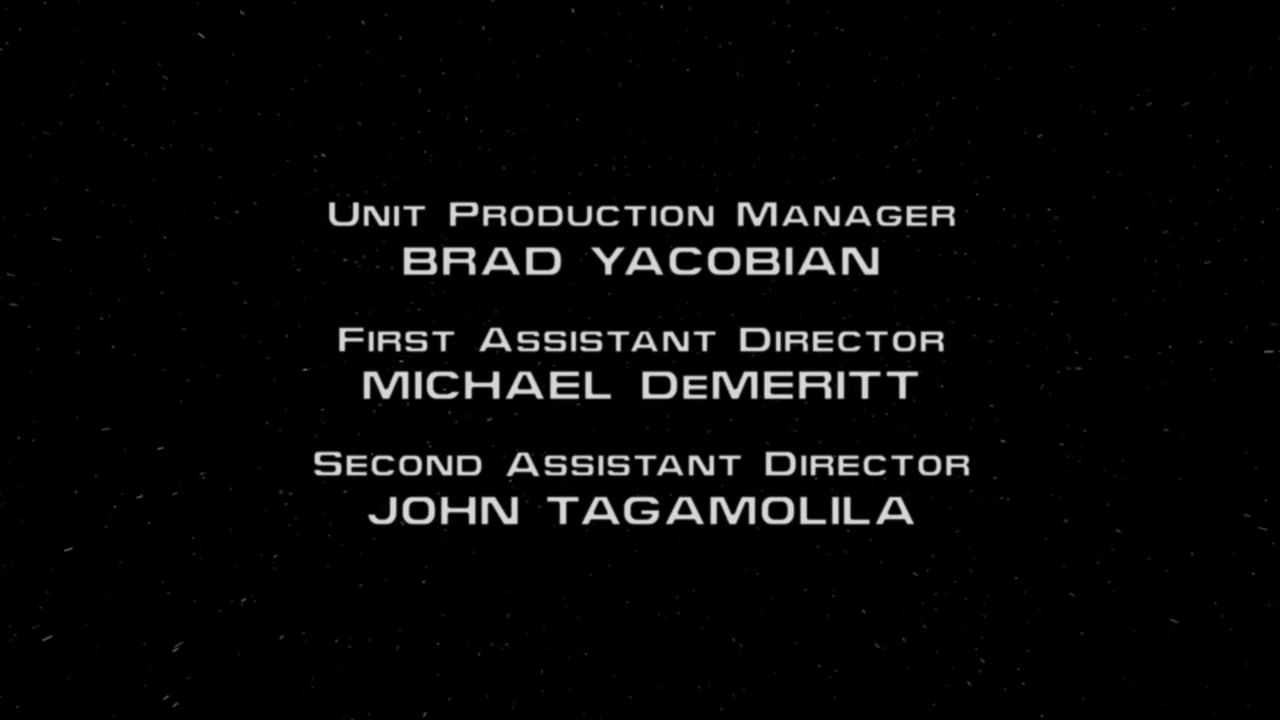 Unit Production Manager
BRAD YACOBIAN
First Assistant Director
MICHAEL DeMERITT
Second Assistant Director
JOHN TAGAMOLILA